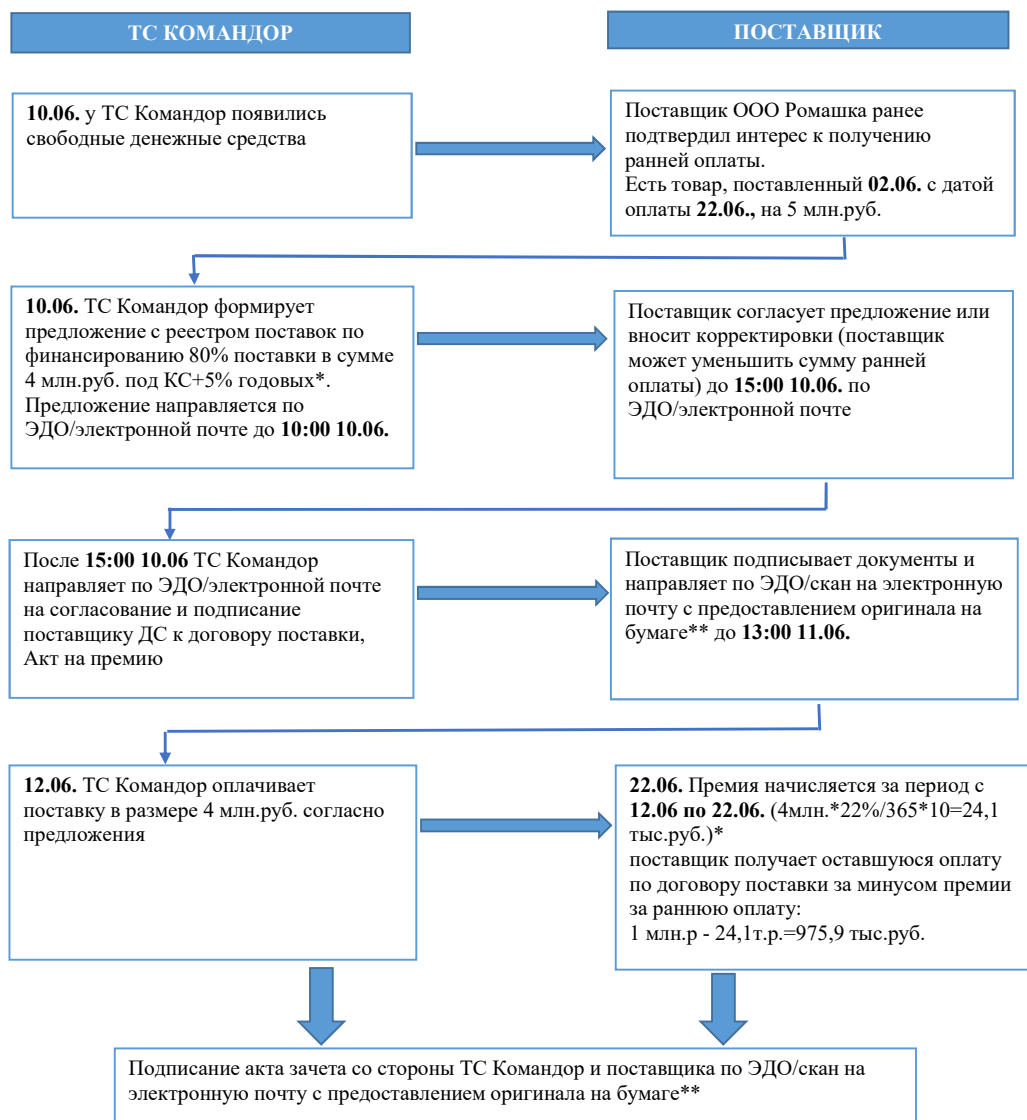 ТС КОМАНДОР
ПОСТАВЩИК
10.06. у ТС Командор появились
свободные денежные средства
Поставщик ООО Ромашка ранее
подтвердил интерес к получению
ранней оплаты.
Есть товар, поставленный 02.06. с датой
оплаты 22.06., на 5 млн.руб.
10.06. ТС Командор формирует
предложение с реестром поставок по
финансированию 80% поставки в сумме
4 млн.руб. под КС+5% годовых*.
Предложение направляется по
ЭДО/электронной почте до 10:00 10.06.
Поставщик согласует предложение или
вносит корректировки (поставщик
может уменьшить сумму ранней
оплаты) до 15:00 10.06. по
ЭДО/электронной почте
После 15:00 10.06 ТС Командор
направляет по ЭДО/электронной почте
на согласование и подписание
поставщику ДС к договору поставки,
Акт на премию
Поставщик подписывает документы и
направляет по ЭДО/скан на электронную
почту с предоставлением оригинала на
бумаге** до 13:00 11.06.
12.06. ТС Командор оплачивает
поставку в размере 4 млн.руб. согласно
предложения
22.06. Премия начисляется за период с
12.06 по 22.06. (4млн.*22%/365*10=24,1
тыс.руб.)*
поставщик получает оставшуюся оплату
по договору поставки за минусом премии
за раннюю оплату:
1 млн.р - 24,1т.р.=975,9 тыс.руб.
Подписание акта зачета со стороны ТС Командор и поставщика по ЭДО/скан на
электронную почту с предоставлением оригинала на бумаге**